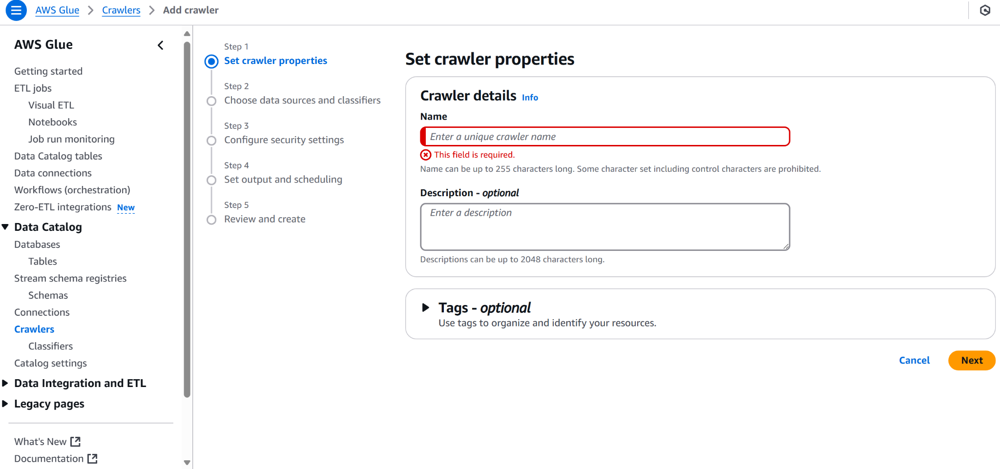 AWS Glue > Crawlers > Add crawler
AWS Glue
Getting started
ETL jobs
Visual ETL
Notebooks
Job run monitoring
Data Catalog tables
Data connections
Workflows (orchestration)
Zero-ETL integrations New
Data Catalog
Databases
Tables
Stream schema registries
Schemas
Connections
Crawlers
Classifiers
Catalog settings
Data Integration and ETL
Legacy pages
What's New
Documentation
Step 1
Set crawler properties
Step 2
Choose data sources and classifiers
Step 3
Configure security settings
Step 4
Set output and scheduling
Step 5
Review and create
Set crawler properties
Crawler details Info
Name
Enter a unique crawler name
This field is required.
Name can be up to 255 characters long. Some character set including control characters are prohibited.
Description - optional
Enter a description
Descriptions can be up to 2048 characters long.
Tags - optional
Use tags to organize and identify your resources.
Cancel Next